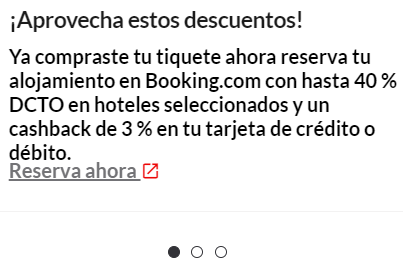 ¡Aprovecha estos descuentos!
Ya compraste tu tiquete ahora reserva tu
alojamiento en Booking.com con hasta 40 %
DCTO en hoteles seleccionados y un
cashback de 3 % en tu tarjeta de crédito o
débito.
Reserva ahora